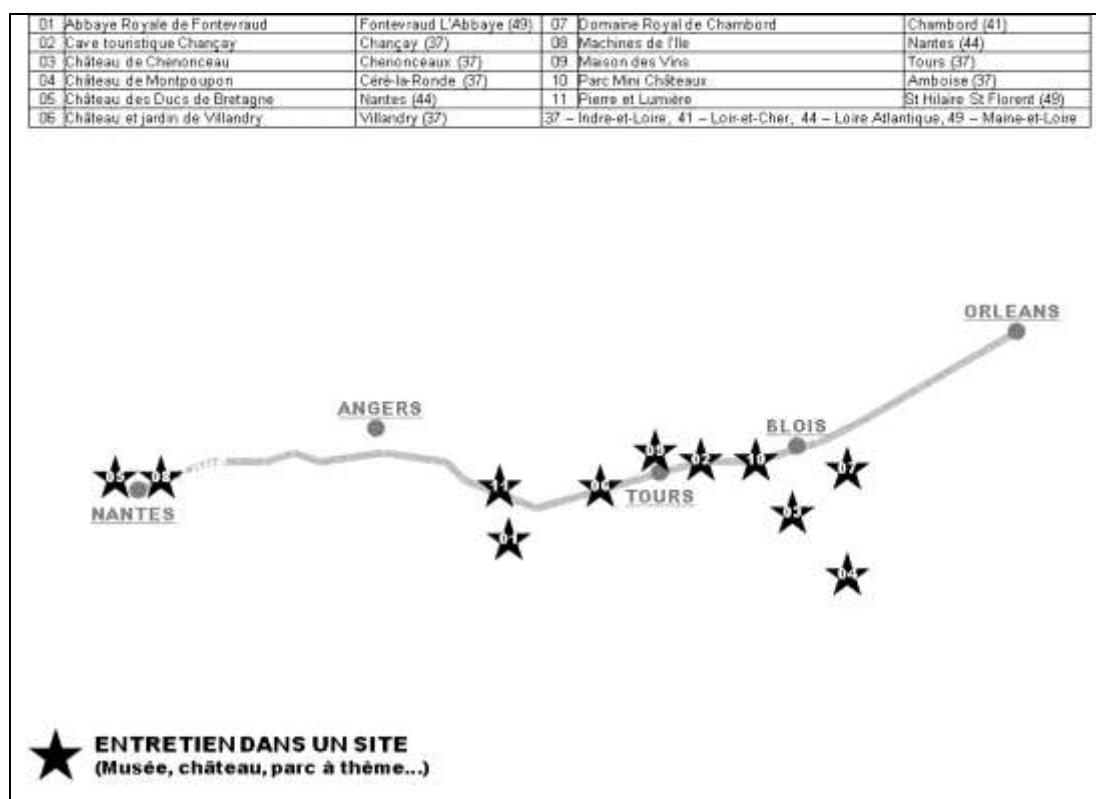 01 Abbaye Royale de Fontevraud Fontevraud L'Abbaye (49) 07 Domaine Royal de Chambord Chambord (41)
02 Cave touristique Chançay Chançay (37) 08 Machines de l'Ile Nantes (44)
03 Château de Chenonceau Chenonceaux (37) 09 Maison des Vins Tours (37)
04 Château de Montpoupon Céré-la-Ronde (37) 10 Parc Mini Châteaux Amboise (37)
05 Château des Ducs de Bretagne Nantes (44) 11 Pierre et Lumière St Hilaire St Florent (49)
06 Château et jardin de Villandry Villandry (37) 37 – Indre-et-Loire, 41 – Loir-et-Cher, 44 – Loire Atlantique, 49 – Maine-et-Loire
ORLEANS
ANGERS
BLOIS
09
02
10
07
05
08
11
06
TOURS
NANTES
03
01
04
ENTRETIEN DANS UN SITE
(Musée, château, parc à thème...)